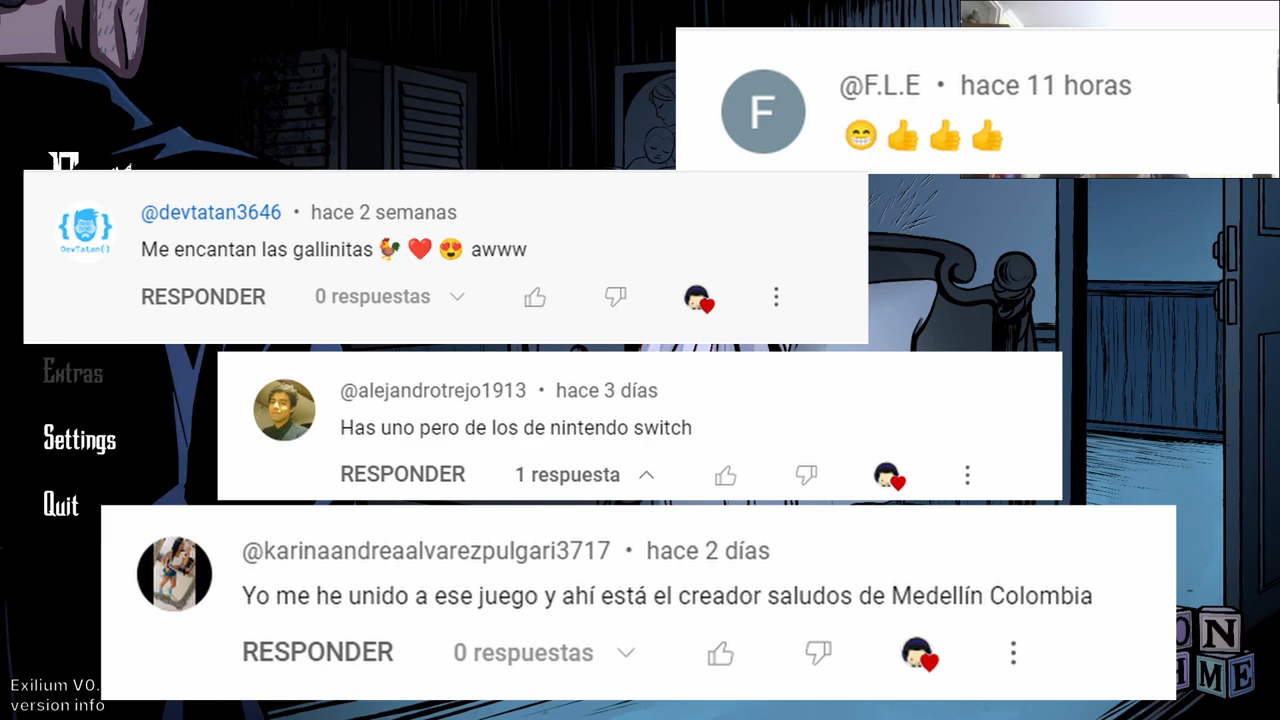 @F.L.E • hace 11 horas
F
😁👍👍👍
@devtatan3646 • hace 2 semanas
{ }
DevTatan()
Me encantan las gallinitas 🐓 ❤️ 😍 awww
RESPONDER 0 respuestas
@alejandrotrejo1913 • hace 3 días
Has uno pero de los de nintendo switch
RESPONDER 1 respuesta
Extras
Settings
Quit
@karinaandreaalvarezpulgari3717 • hace 2 días
Yo me he unido a ese juego y ahí está el creador saludos de Medellín Colombia
RESPONDER 0 respuestas
ON
ME
Exilium V0.
version info